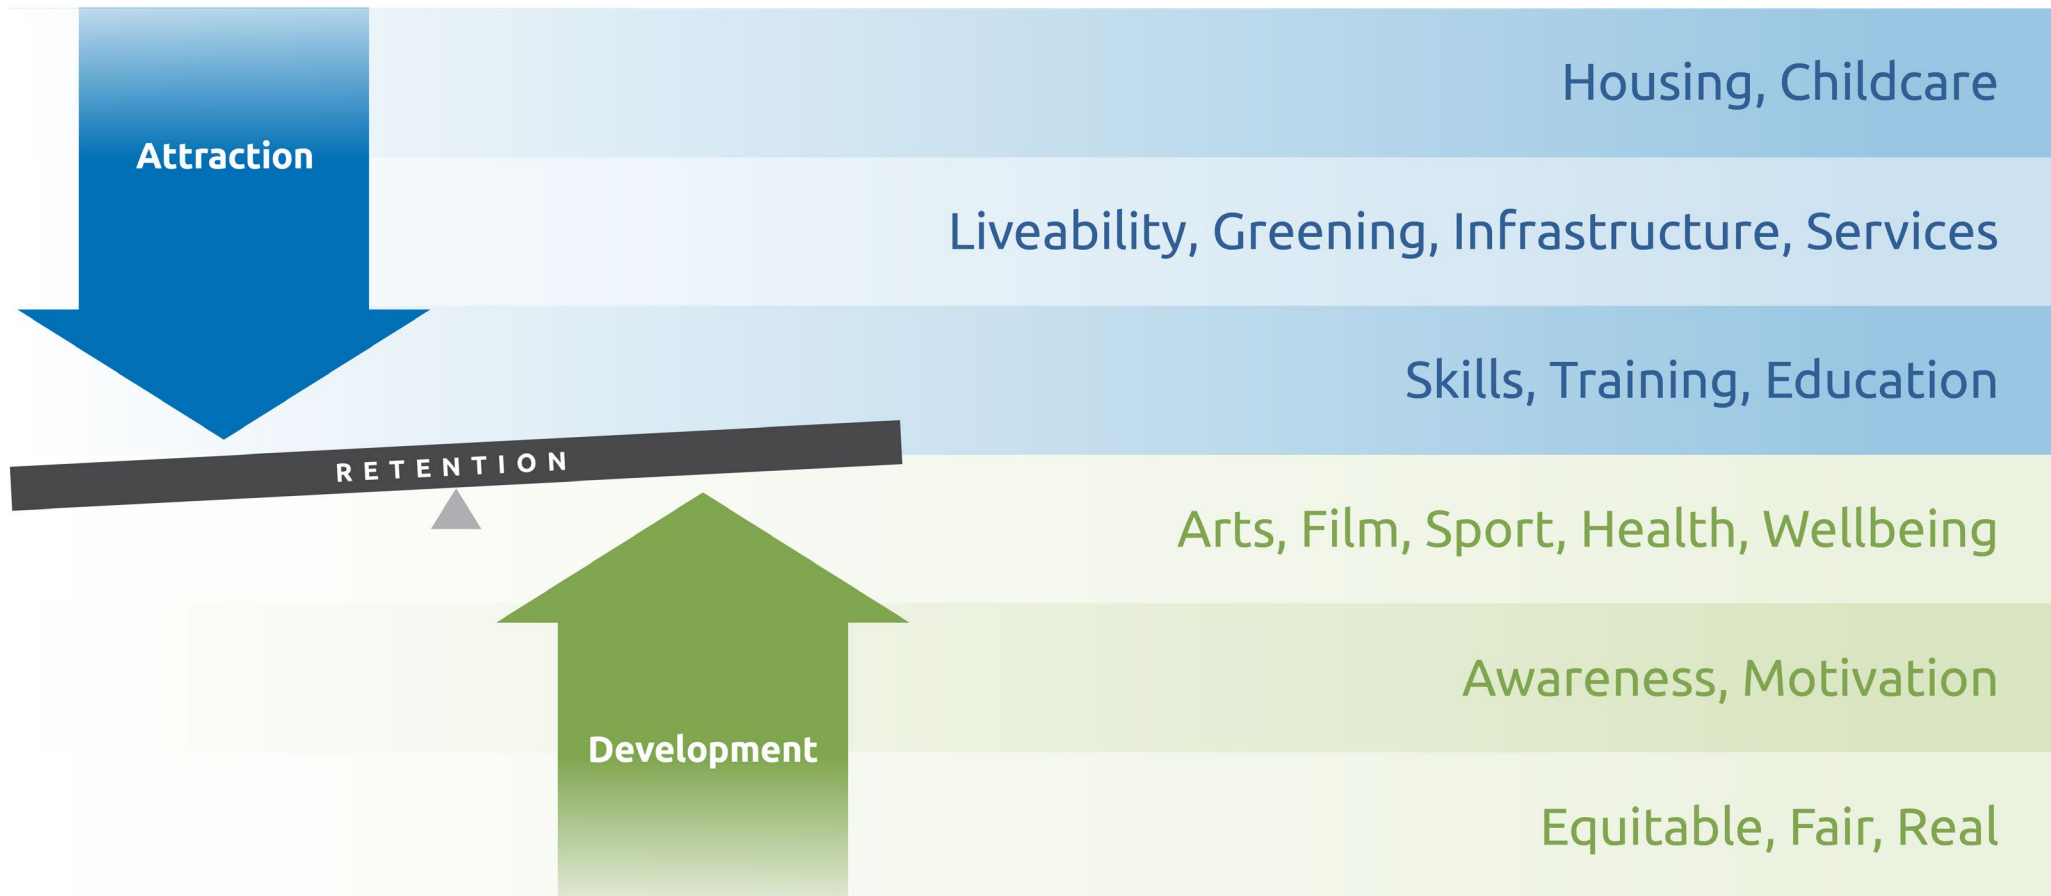 Attraction
Housing, Childcare
Liveability, Greening, Infrastructure, Services
Skills, Training, Education
RETENTION
Arts, Film, Sport, Health, Wellbeing
Awareness, Motivation
Development
Equitable, Fair, Real